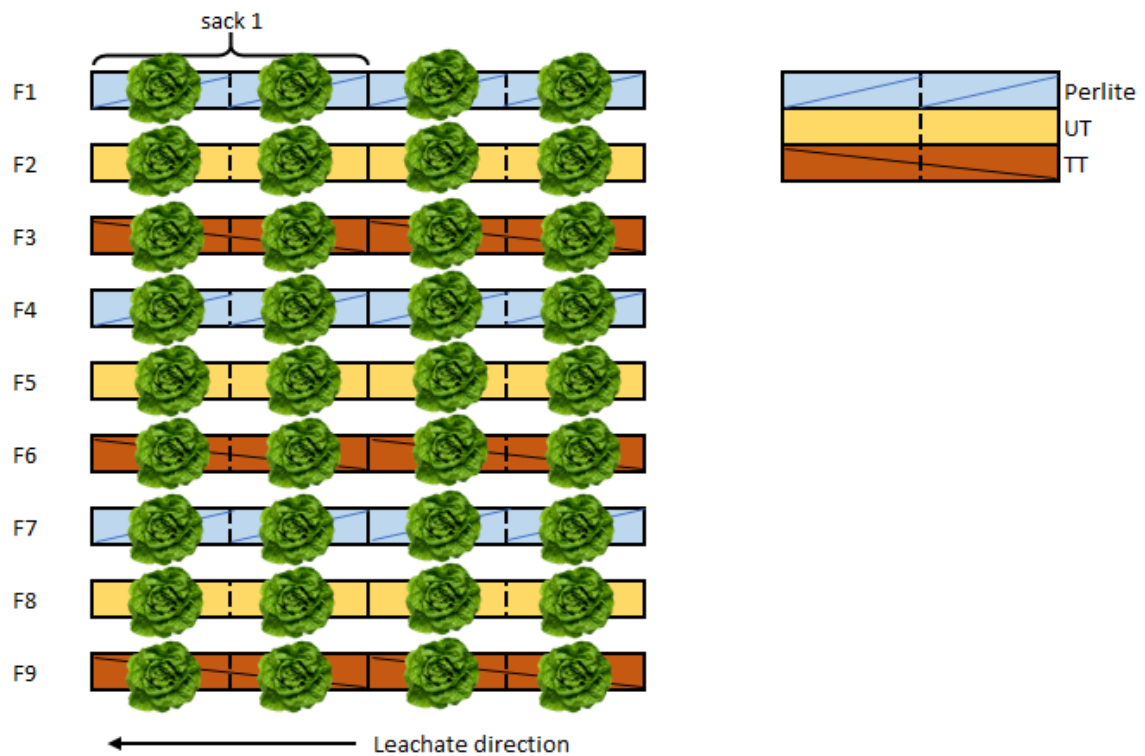 sack 1
F1
F2
F3
F4
F5
F6
F7
F8
F9
Leachate direction
Perlite
UT
TT